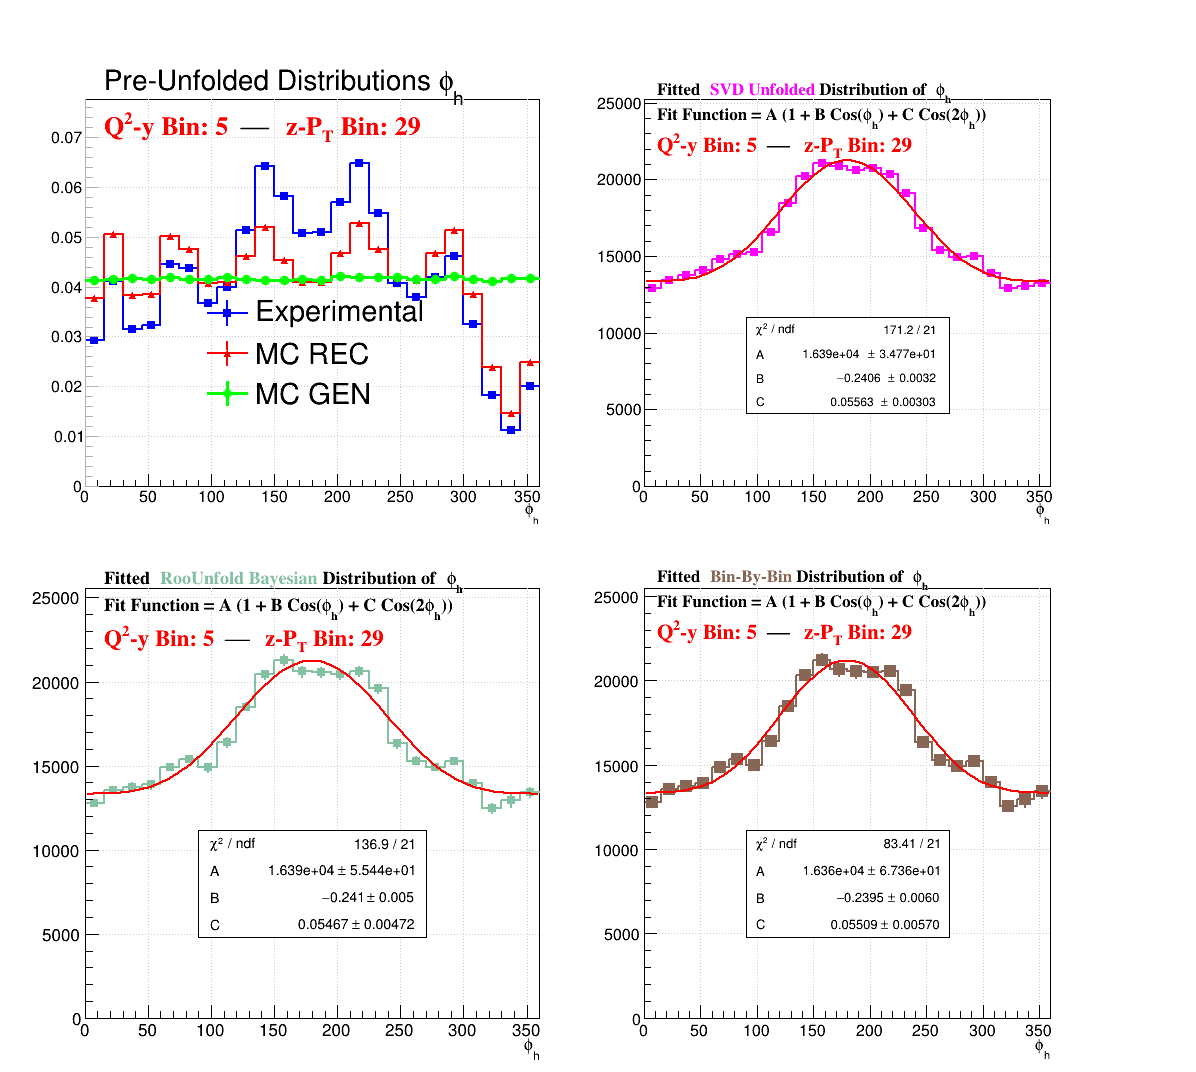 Pre-Unfolded Distributions ϕh
Q²-y Bin: 5 — z-PT Bin: 29
0.07
0.06
0.05
0.04
0.03
0.02
0.01
0
Experimental
MC REC
MC GEN
0 50 100 150 200 250 300 350
ϕh
Fitted SVD Unfolded Distribution of ϕh
Fit Function = A (1 + B Cos(ϕh) + C Cos(2ϕh))
Q²-y Bin: 5 — z-PT Bin: 29
25000
20000
15000
10000
5000
0
χ² / ndf 171.2 / 21
A 1.639e+04 ± 3.477e+01
B −0.2406 ± 0.0032
C 0.05563 ± 0.00303
0 50 100 150 200 250 300 350
ϕh
Fitted RooUnfold Bayesian Distribution of ϕh
Fit Function = A (1 + B Cos(ϕh) + C Cos(2ϕh))
Q²-y Bin: 5 — z-PT Bin: 29
25000
20000
15000
10000
5000
0
χ² / ndf 136.9 / 21
A 1.639e+04 ± 5.544e+01
B −0.241 ± 0.005
C 0.05467 ± 0.00472
0 50 100 150 200 250 300 350
ϕh
Fitted Bin-By-Bin Distribution of ϕh
Fit Function = A (1 + B Cos(ϕh) + C Cos(2ϕh))
Q²-y Bin: 5 — z-PT Bin: 29
25000
20000
15000
10000
5000
0
χ² / ndf 83.41 / 21
A 1.636e+04 ± 6.736e+01
B −0.2395 ± 0.0060
C 0.05509 ± 0.00570
0 50 100 150 200 250 300 350
ϕh